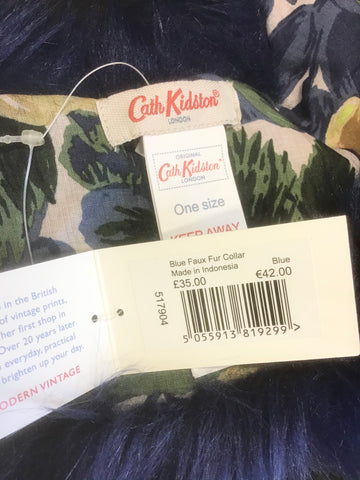 Cath Kidston®
LONDON
ORIGINAL
Cath Kidston®
LONDON
One size
KEEP AWAY
Blue Faux Fur Collar Blue
Made in Indonesia
£35.00 €42.00
517904
5 055913 819299 >
in the British
of vintage prints,
her first shop in
Over 20 years later
s everyday, practical
brighten up your day.
ODERN VINTAGE